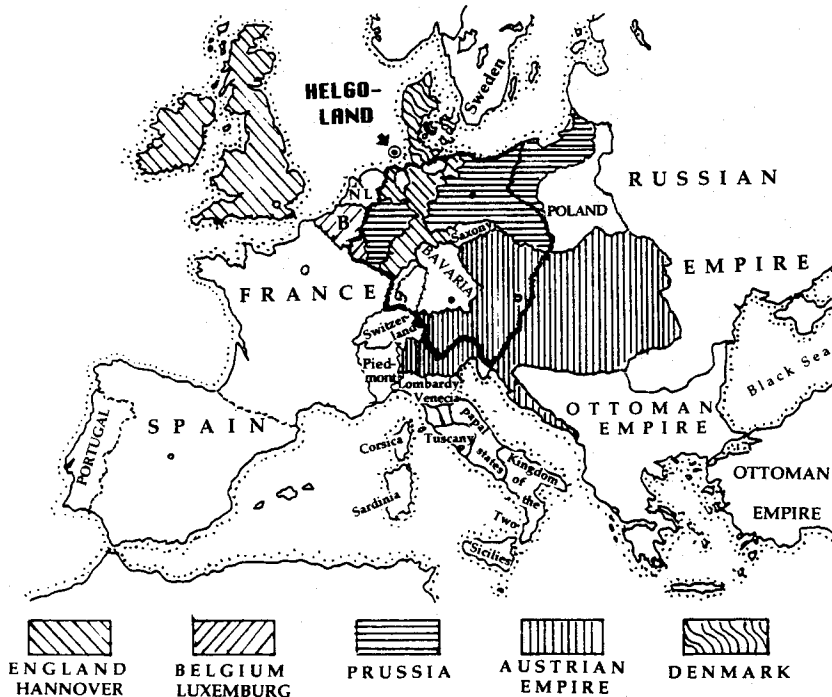 HELGO-
LAND
Sweden
RUSSIAN
NL
B
POLAND
Saxony
BAVARIA
EMPIRE
FRANCE
Switzer-
land
Pied-
mont
Lombardy-
Venecia
Black Sea
OTTOMAN
EMPIRE
PORTUGAL
SPAIN
Corsica
Tuscany
papal
states
of
Kingdom
of the
Two
Sicilies
Sardinia
OTTOMAN
EMPIRE
ENGLAND
HANNOVER
BELGIUM
LUXEMBURG
PRUSSIA
AUSTRIAN
EMPIRE
DENMARK